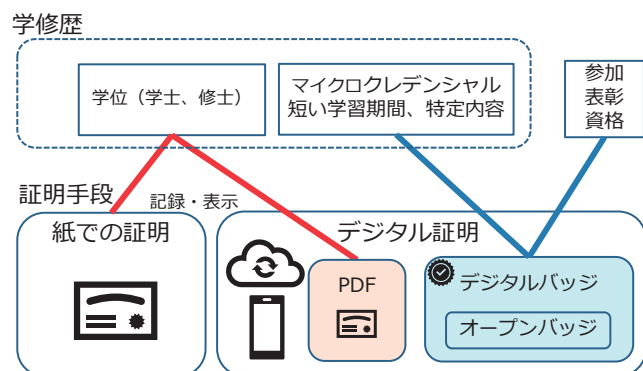 学修歴
学位（学士、修士）
マイクロクレデンシャル
短い学習期間、特定内容
参加
表彰
資格
証明手段
記録・表示
紙での証明
デジタル証明
PDF
デジタルバッジ
オープンバッジ